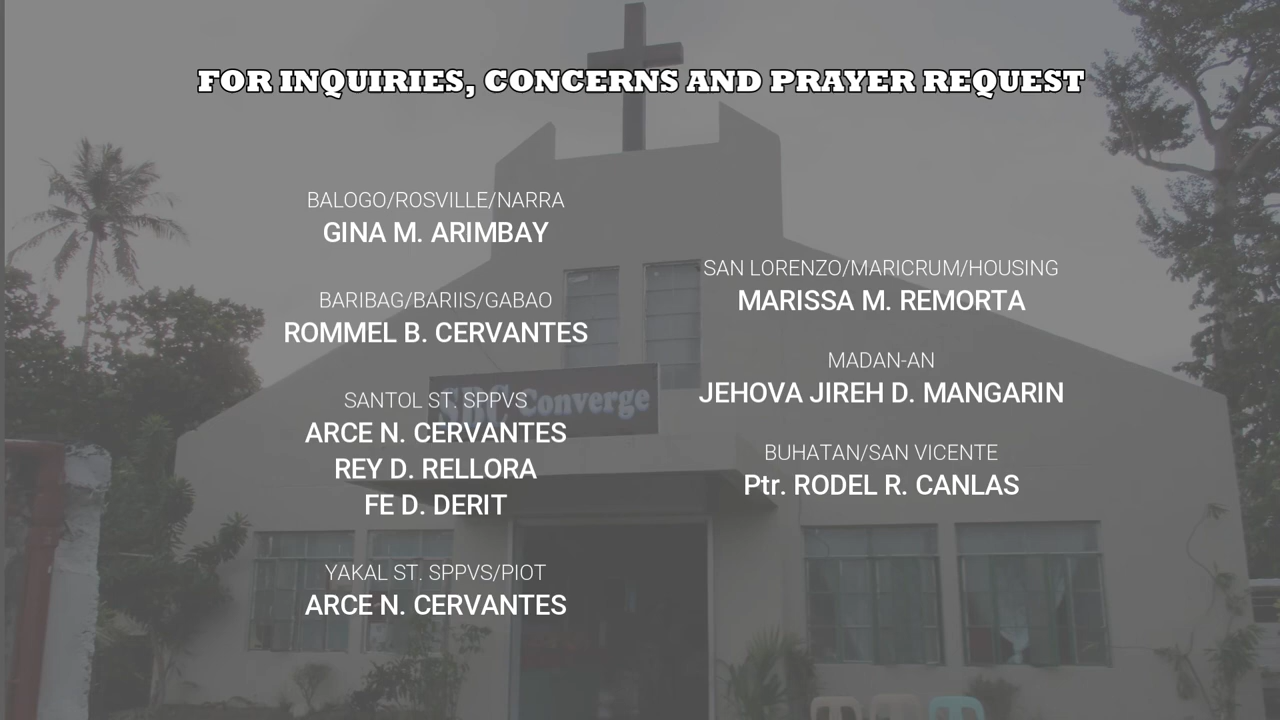 FOR INQUIRIES, CONCERNS AND PRAYER REQUEST
BALOGO/ROSVILLE/NARRA
GINA M. ARIMBAY
BARIBAG/BARIIS/GABAO
ROMMEL B. CERVANTES
SANTOL ST. SPPVS
ARCE N. CERVANTES
REY D. RELLORA
FE D. DERIT
YAKAL ST. SPPVS/PIOT
ARCE N. CERVANTES
SAN LORENZO/MARICRUM/HOUSING
MARISSA M. REMORTA
MADAN-AN
JEHOVA JIREH D. MANGARIN
BUHATAN/SAN VICENTE
Ptr. RODEL R. CANLAS
Converge